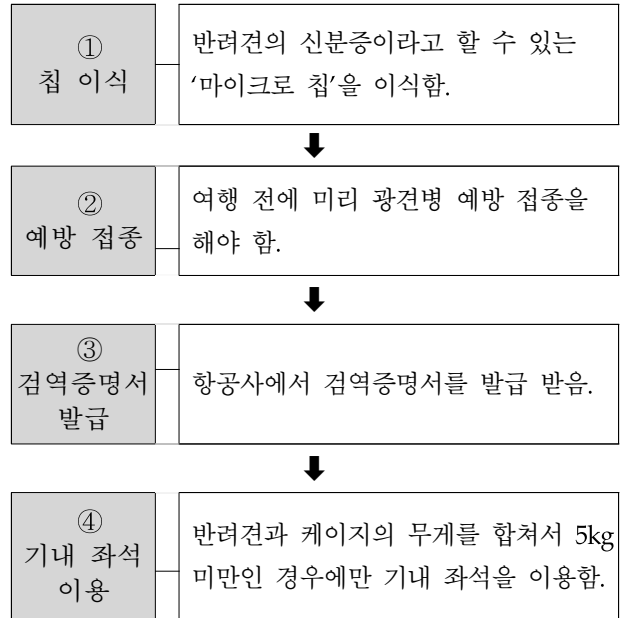 ①
칩 이식
반려견의 신분증이라고 할 수 있는
‘마이크로 칩’을 이식함.
②
예방 접종
여행 전에 미리 광견병 예방 접종을
해야 함.
③
검역증명서
발급
항공사에서 검역증명서를 발급 받음.
④
기내 좌석
이용
반려견과 케이지의 무게를 합쳐서 5kg
미만인 경우에만 기내 좌석을 이용함.